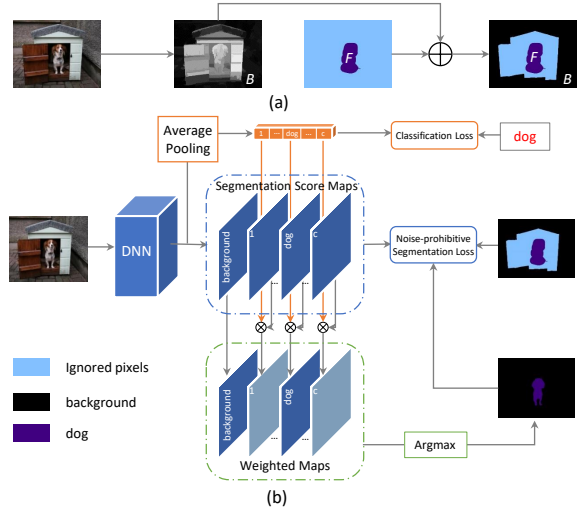 B
F
F
B
(a)
Average
Pooling
1 ... dog ... c
Classification Loss
dog
Segmentation Score Maps
DNN
background
1
dog
c
...
...
Noise-prohibitive
Segmentation Loss
Ignored pixels
background
dog
background
1
dog
c
...
...
Weighted Maps
Argmax
(b)